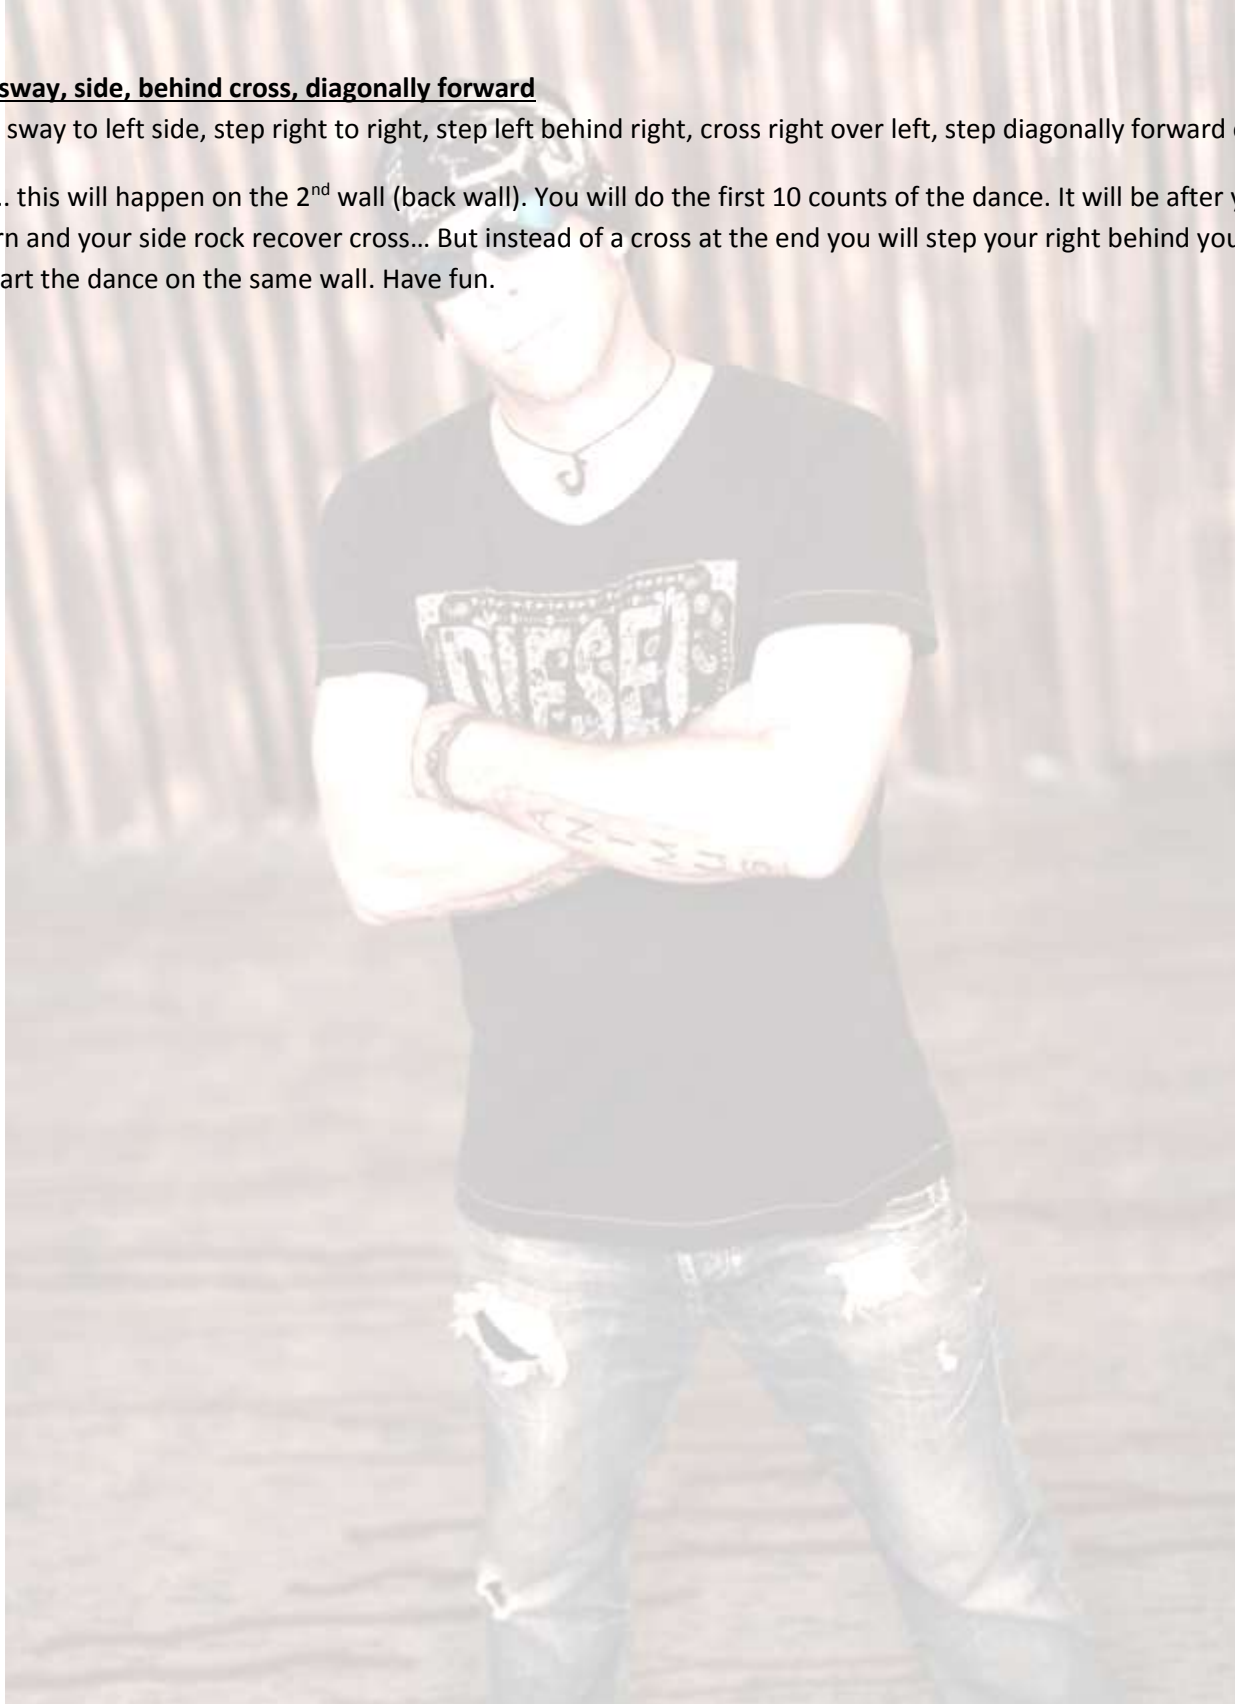 sway, side, behind cross, diagonally forward
sway to left side, step right to right, step left behind right, cross right over left, step diagonally forward
.. this will happen on the 2nd wall (back wall). You will do the first 10 counts of the dance. It will be after y
rn and your side rock recover cross… But instead of a cross at the end you will step your right behind you
art the dance on the same wall. Have fun.
DIESEL
ANIMUS